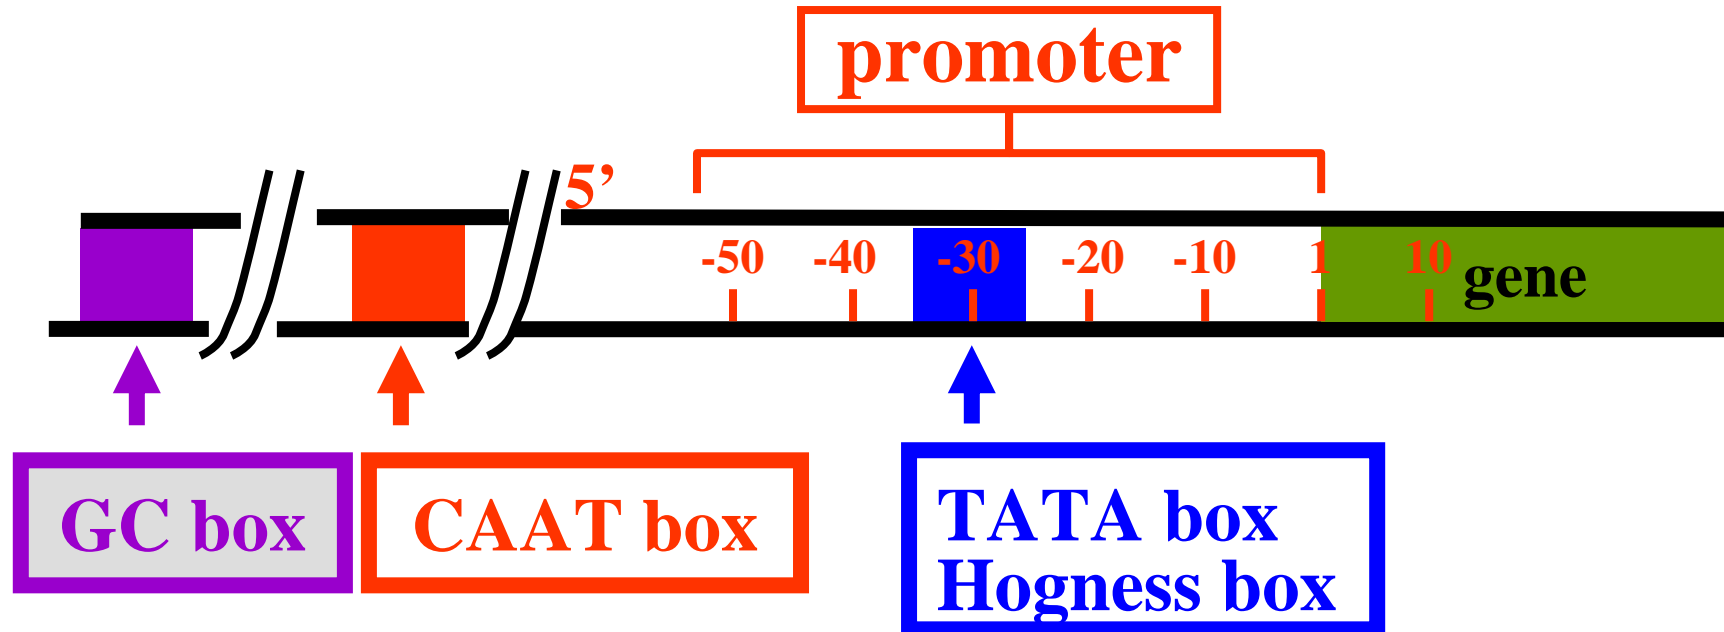 promoter
5’
-50 -40 -30 -20 -10 1 10 gene
GC box
CAAT box
TATA box
Hogness box